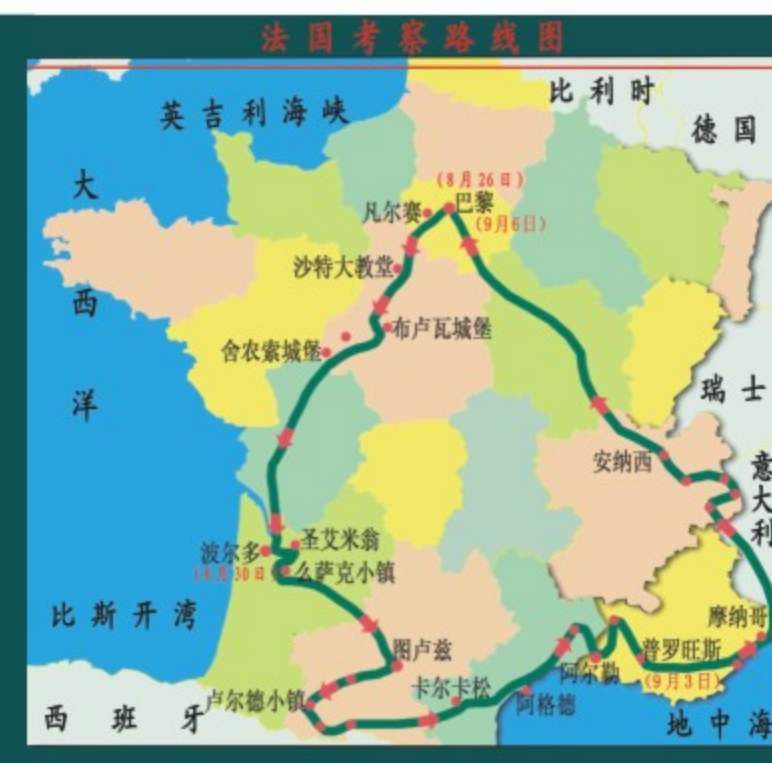 法国考察路线图
英吉利海峡
比利时
德国
大西洋
(8月26日)
凡尔赛
巴黎
(9月6日)
沙特大教堂
布卢瓦城堡
舍农索城堡
瑞士
安纳西
意大利
圣艾米翁
波尔多
么萨克小镇
比斯开湾
摩纳哥
图卢兹
普罗旺斯
阿尔勒
(9月3日)
卡尔卡松
卢尔德小镇
阿格德
西班牙
地中海